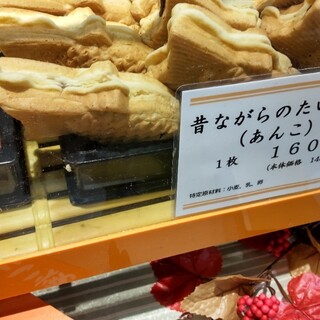 昔ながらのたい
(あんこ)
1枚 160
(本体価格 14
特定原材料:小麦、乳、卵